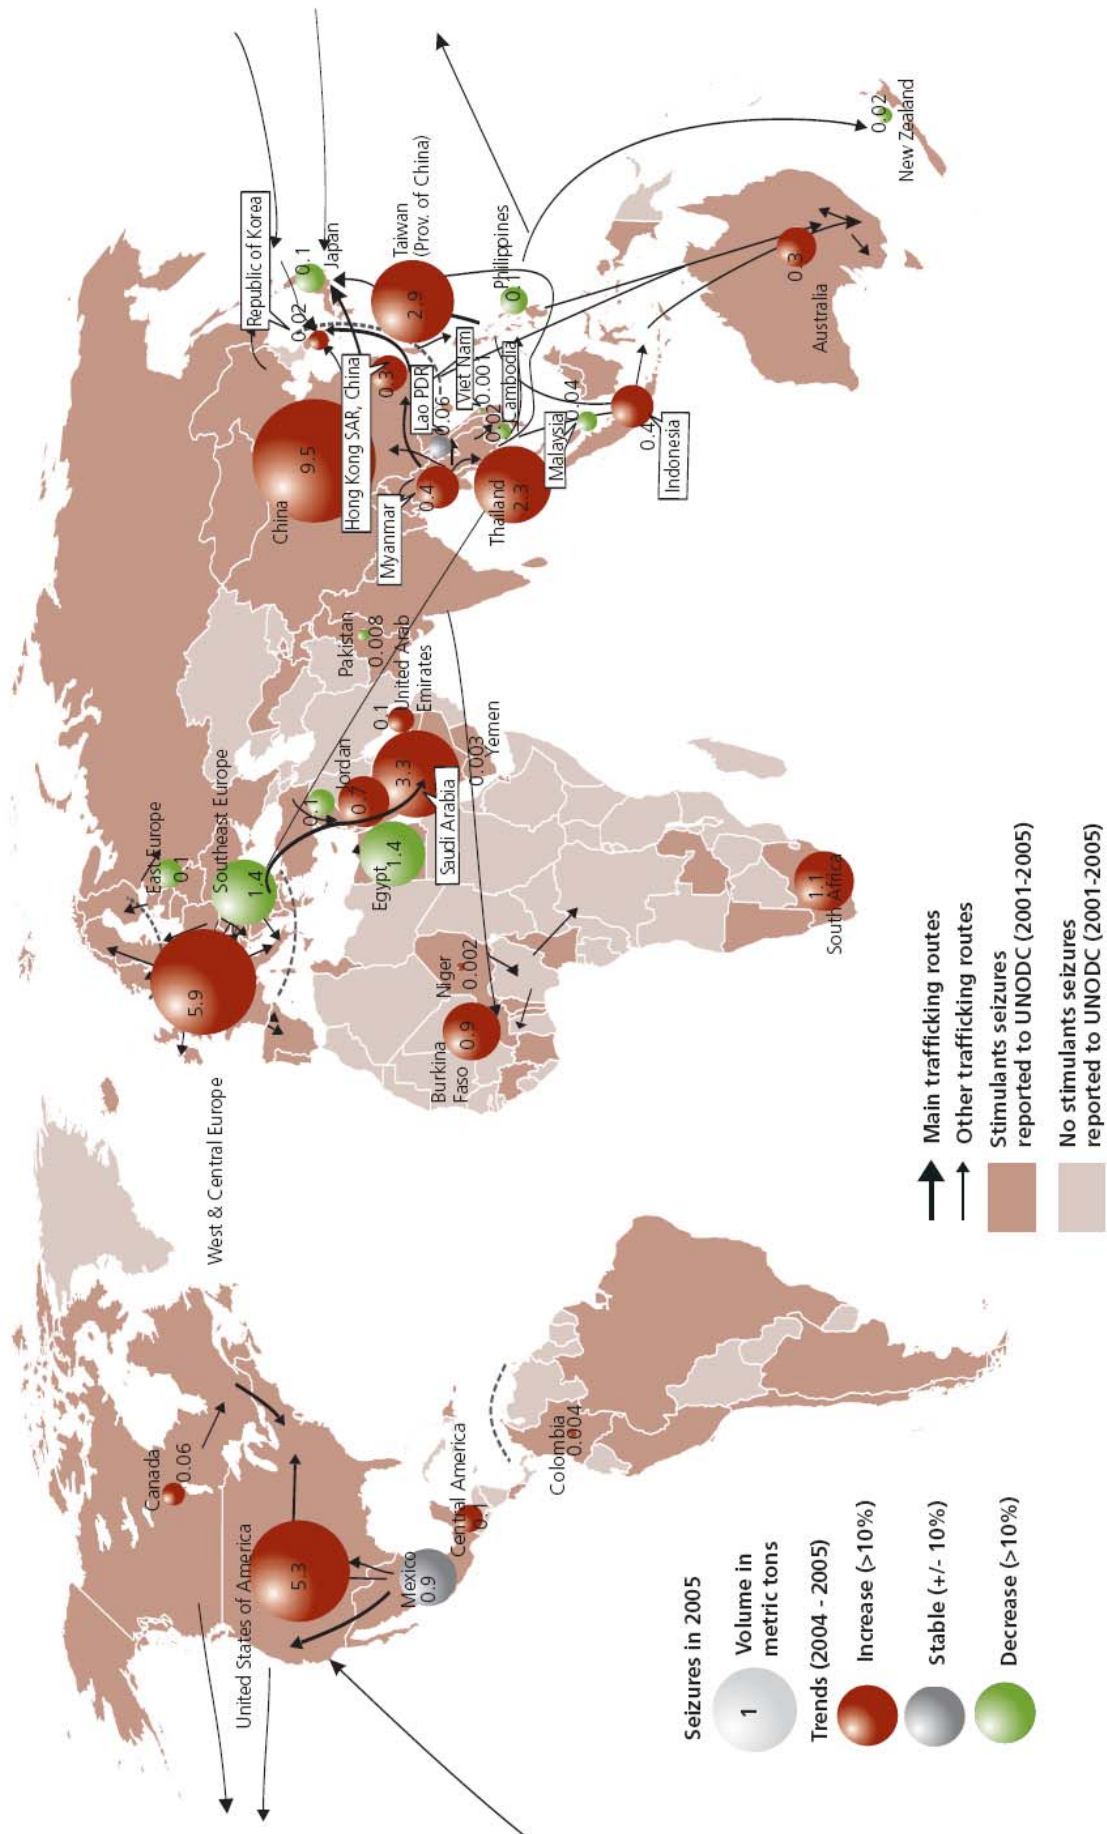 Canada
0.06
United States of America
5.3
Mexico
0.9
Central America
0.1
Colombia
0.004
West & Central Europe
5.9
East Europe
0.1
Southeast Europe
1.4
0.1
Jordan
0.7
Egypt
1.4
3.3
Saudi Arabia
0.1
United Arab
Emirates
0.003
Yemen
Pakistan
0.008
Niger
0.002
Burkina
Faso
0.9
1.1
South Africa
China
9.5
Hong Kong SAR, China
0.3
Myanmar
0.4
Lao PDR
0.06
Viet Nam
0.001
Cambodia
0.02
Thailand
2.3
Malaysia
0.04
0.4
Indonesia
Republic of Korea
0.02
0.1
Japan
Taiwan
(Prov. of China)
2.9
Philippines
0.1
0.3
Australia
0.02
New Zealand
Seizures in 2005
1
Volume in
metric tons
Trends (2004 - 2005)
Increase (>10%)
Stable (+/- 10%)
Decrease (>10%)
Main trafficking routes
Other trafficking routes
Stimulants seizures
reported to UNODC (2001-2005)
No stimulants seizures
reported to UNODC (2001-2005)